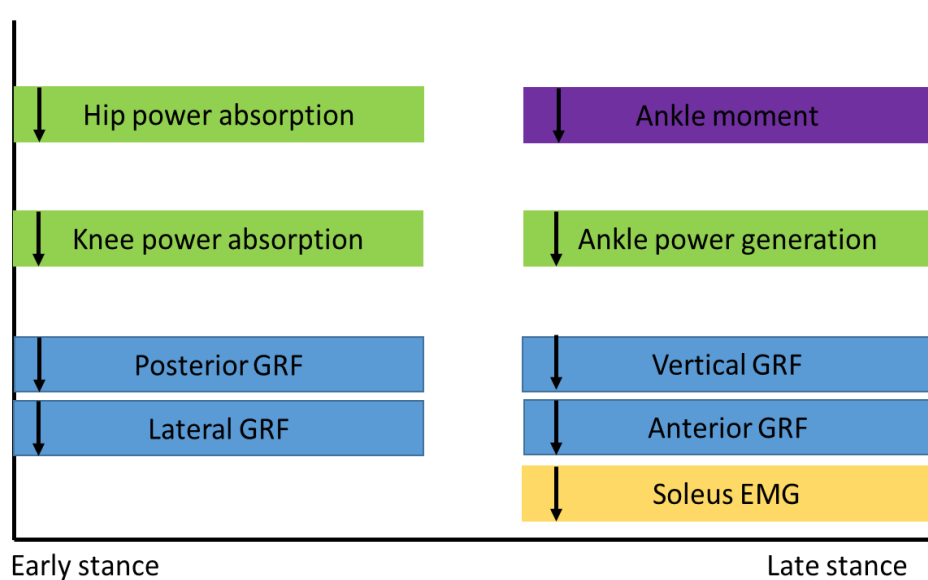 Hip power absorption
Ankle moment
Knee power absorption
Ankle power generation
Posterior GRF
Vertical GRF
Lateral GRF
Anterior GRF
Soleus EMG
Early stance
Late stance